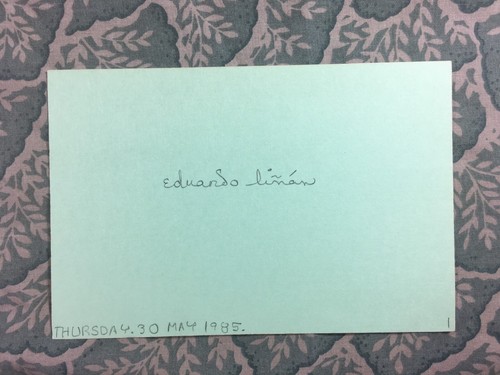 eduardo liñán
THURSDAY. 30 MAY 1985.
1